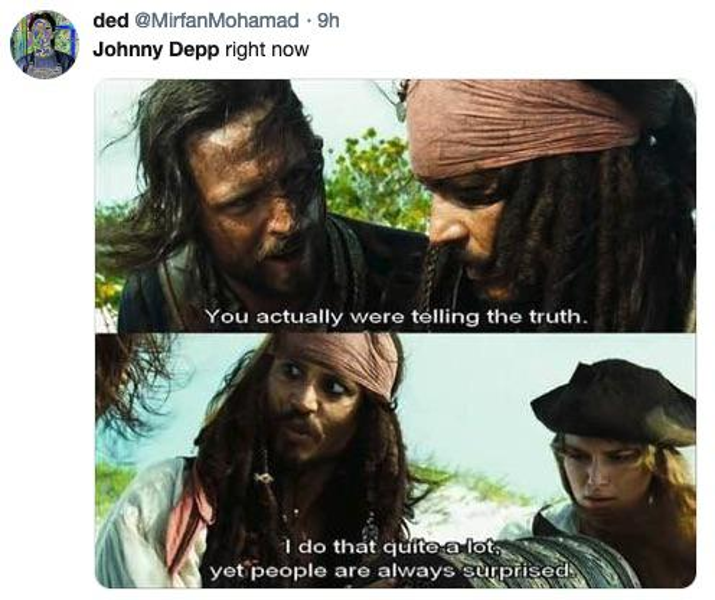 ded @MirfanMohamad · 9h
Johnny Depp right now
You actually were telling the truth.
I do that quite a lot,
yet people are always surprised.